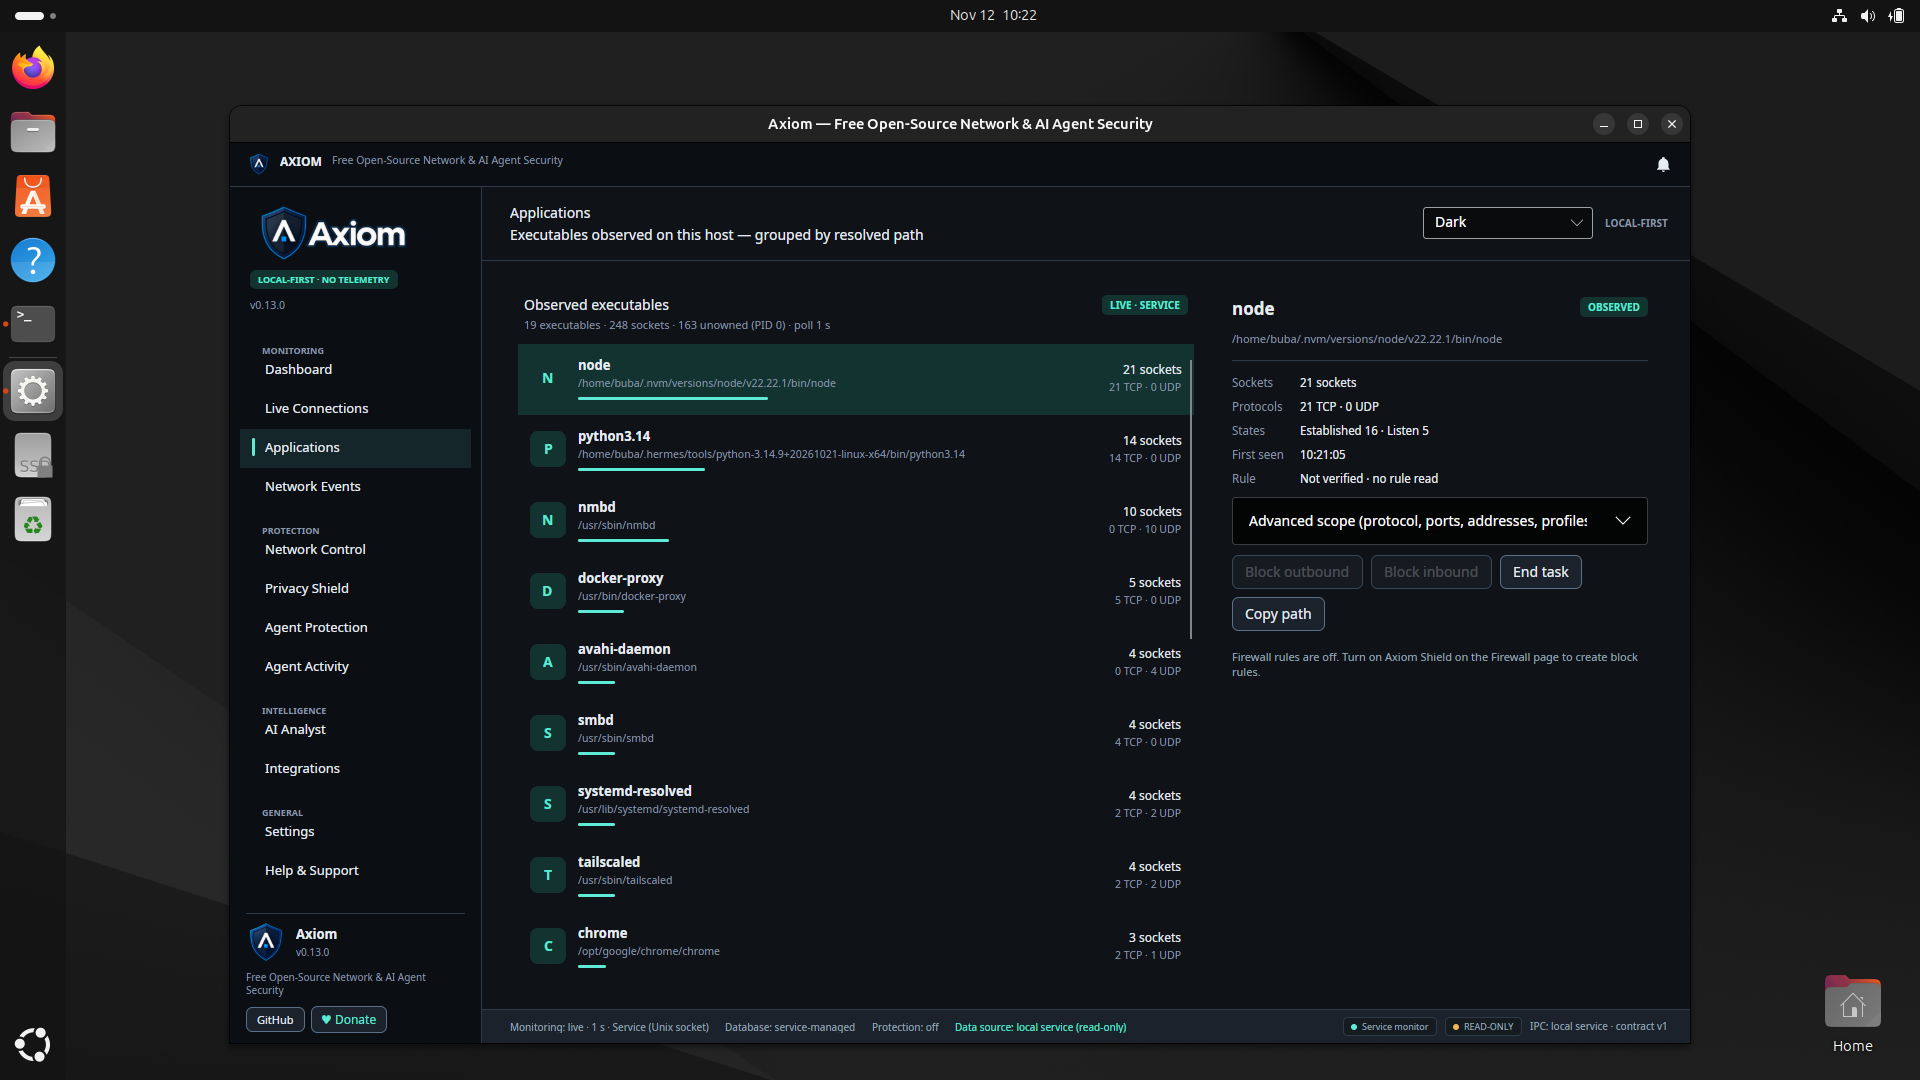 Nov 12 10:22
Axiom — Free Open-Source Network & AI Agent Security
AXIOM Free Open-Source Network & AI Agent Security
Axiom
LOCAL-FIRST · NO TELEMETRY
v0.13.0
MONITORING
Dashboard
Live Connections
Applications
Network Events
PROTECTION
Network Control
Privacy Shield
Agent Protection
Agent Activity
INTELLIGENCE
AI Analyst
Integrations
GENERAL
Settings
Help & Support
Axiom
v0.13.0
Free Open-Source Network & AI Agent
Security
GitHub
♥ Donate
Applications
Executables observed on this host — grouped by resolved path
Dark
LOCAL-FIRST
Observed executables
19 executables · 248 sockets · 163 unowned (PID 0) · poll 1 s
LIVE · SERVICE
N
node
/home/buba/.nvm/versions/node/v22.22.1/bin/node
21 sockets
21 TCP · 0 UDP
P
python3.14
/home/buba/.hermes/tools/python-3.14.9+20261021-linux-x64/bin/python3.14
14 sockets
14 TCP · 0 UDP
N
nmbd
/usr/sbin/nmbd
10 sockets
0 TCP · 10 UDP
D
docker-proxy
/usr/bin/docker-proxy
5 sockets
5 TCP · 0 UDP
A
avahi-daemon
/usr/sbin/avahi-daemon
4 sockets
0 TCP · 4 UDP
S
smbd
/usr/sbin/smbd
4 sockets
4 TCP · 0 UDP
S
systemd-resolved
/usr/lib/systemd/systemd-resolved
4 sockets
2 TCP · 2 UDP
T
tailscaled
/usr/sbin/tailscaled
4 sockets
2 TCP · 2 UDP
C
chrome
/opt/google/chrome/chrome
3 sockets
2 TCP · 1 UDP
node
OBSERVED
/home/buba/.nvm/versions/node/v22.22.1/bin/node
Sockets 21 sockets
Protocols 21 TCP · 0 UDP
States Established 16 · Listen 5
First seen 10:21:05
Rule Not verified · no rule read
Advanced scope (protocol, ports, addresses, profiles
Block outbound
Block inbound
End task
Copy path
Firewall rules are off. Turn on Axiom Shield on the Firewall page to create block
rules.
Monitoring: live · 1 s · Service (Unix socket)
Database: service-managed
Protection: off
Data source: local service (read-only)
Service monitor
READ-ONLY
IPC: local service · contract v1
SSD
Home